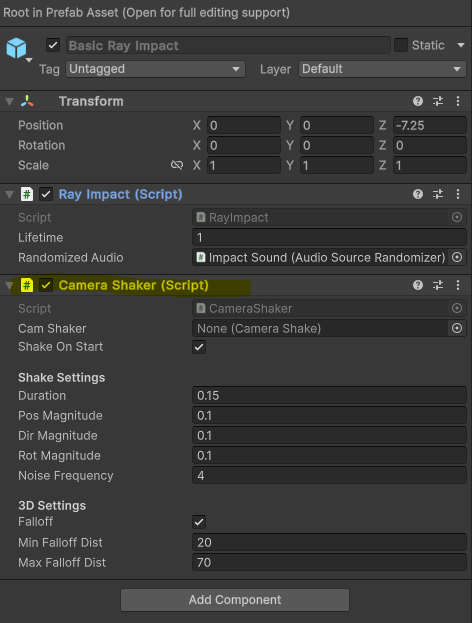 Root in Prefab Asset (Open for full editing support)
Basic Ray Impact Static
Tag Untagged Layer Default
Transform
Position X 0 Y 0 Z -7.25
Rotation X 0 Y 0 Z 0
Scale X 1 Y 1 Z 1
# Ray Impact (Script)
Script # RayImpact
Lifetime 1
Randomized Audio # Impact Sound (Audio Source Randomizer)
# Camera Shaker (Script)
Script # CameraShaker
Cam Shaker None (Camera Shake)
Shake On Start
Shake Settings
Duration 0.15
Pos Magnitude 0.1
Dir Magnitude 0.1
Rot Magnitude 0.1
Noise Frequency 4
3D Settings
Falloff
Min Falloff Dist 20
Max Falloff Dist 70
Add Component